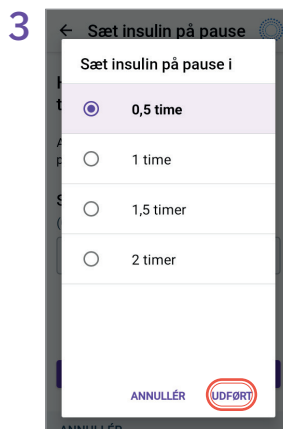 3
Sæt insulin på pause
Sæt insulin på pause i
0,5 time
1 time
1,5 timer
2 timer
ANNULLÉR UDFØRT
ANNULLÉR